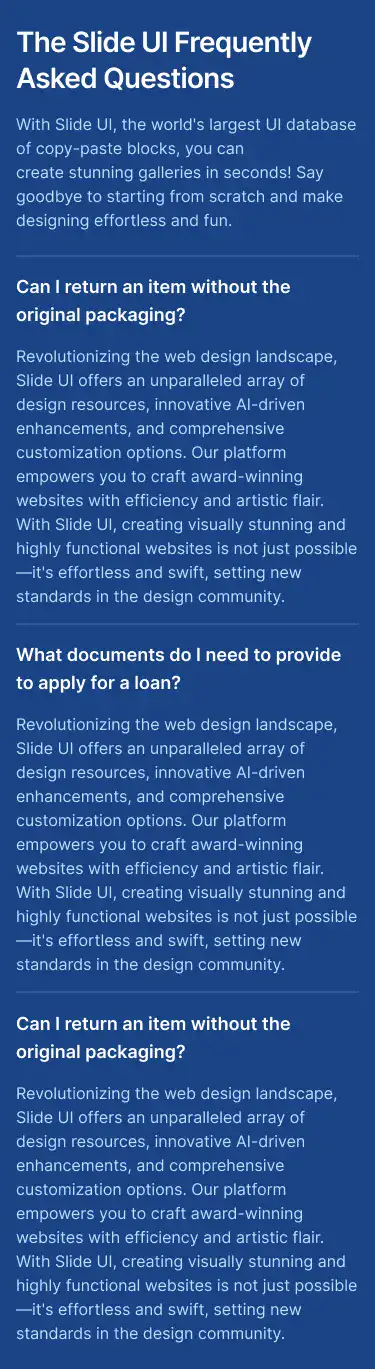 The Slide UI Frequently
Asked Questions
With Slide UI, the world's largest UI database
of copy-paste blocks, you can
create stunning galleries in seconds! Say
goodbye to starting from scratch and make
designing effortless and fun.
Can I return an item without the
original packaging?
Revolutionizing the web design landscape,
Slide UI offers an unparalleled array of
design resources, innovative AI-driven
enhancements, and comprehensive
customization options. Our platform
empowers you to craft award-winning
websites with efficiency and artistic flair.
With Slide UI, creating visually stunning and
highly functional websites is not just possible
—it's effortless and swift, setting new
standards in the design community.
What documents do I need to provide
to apply for a loan?
Revolutionizing the web design landscape,
Slide UI offers an unparalleled array of
design resources, innovative AI-driven
enhancements, and comprehensive
customization options. Our platform
empowers you to craft award-winning
websites with efficiency and artistic flair.
With Slide UI, creating visually stunning and
highly functional websites is not just possible
—it's effortless and swift, setting new
standards in the design community.
Can I return an item without the
original packaging?
Revolutionizing the web design landscape,
Slide UI offers an unparalleled array of
design resources, innovative AI-driven
enhancements, and comprehensive
customization options. Our platform
empowers you to craft award-winning
websites with efficiency and artistic flair.
With Slide UI, creating visually stunning and
highly functional websites is not just possible
—it's effortless and swift, setting new
standards in the design community.